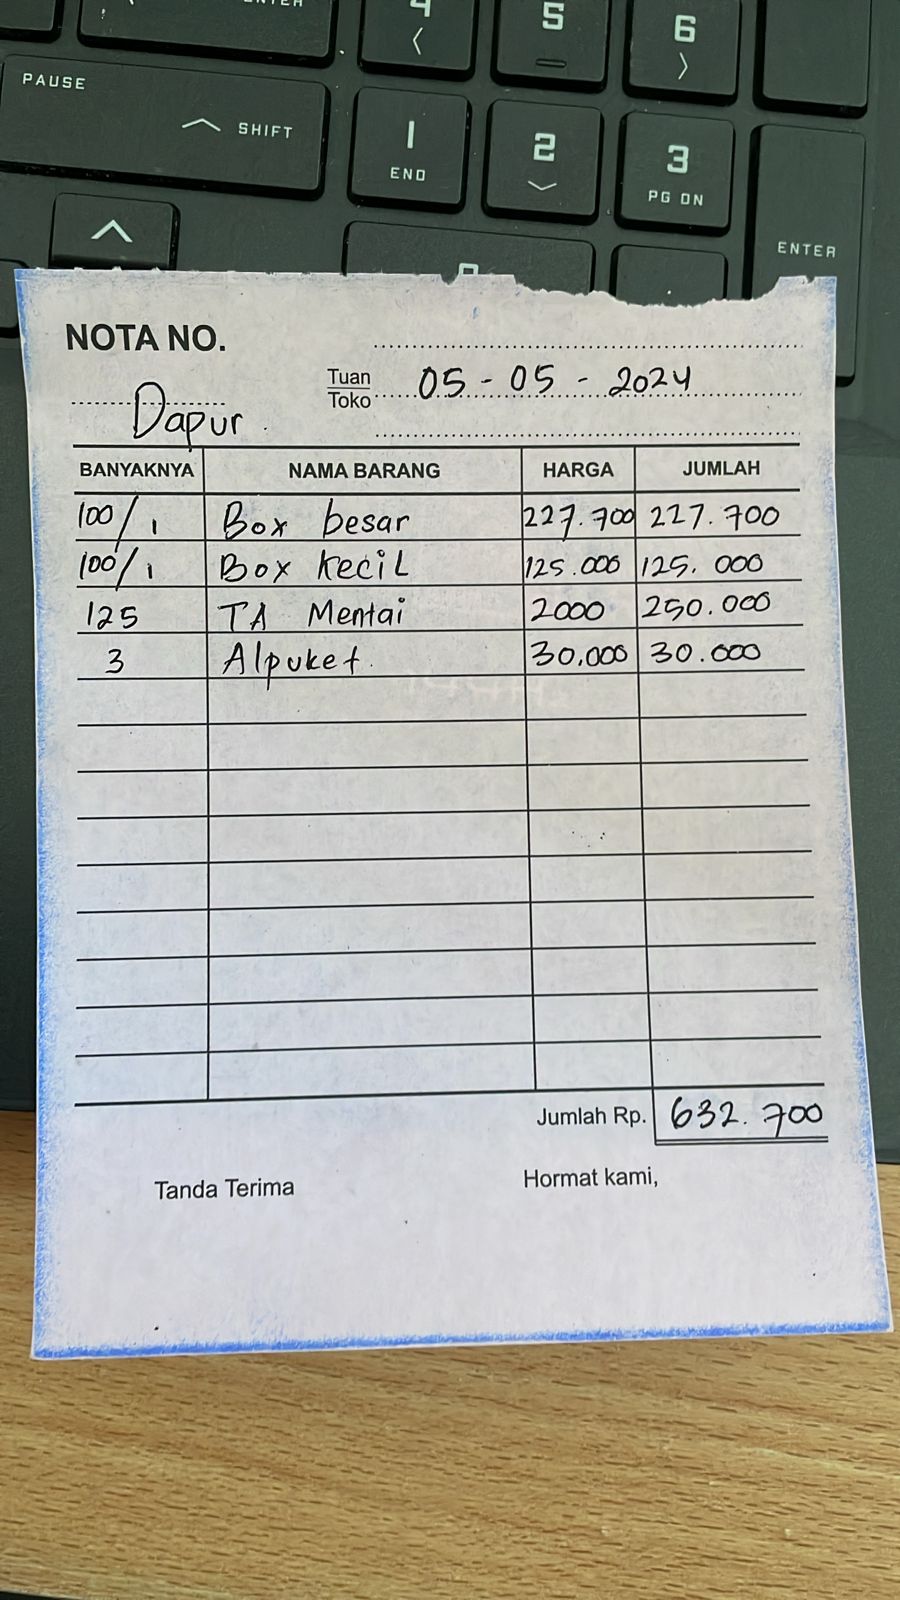 4
5
6
PAUSE
SHIFT
1
END
2
3
PG DN
ENTER
NOTA NO.
Tuan
Toko
05 - 05 - 2024
Dapur
BANYAKNYA NAMA BARANG HARGA JUMLAH
100/1 Box besar 227.700 227.700
100/1 Box kecil 125.000 125.000
125 TA Mentai 2000 250.000
3 Alpuket 30.000 30.000
Jumlah Rp. 632.700
Tanda Terima Hormat kami,